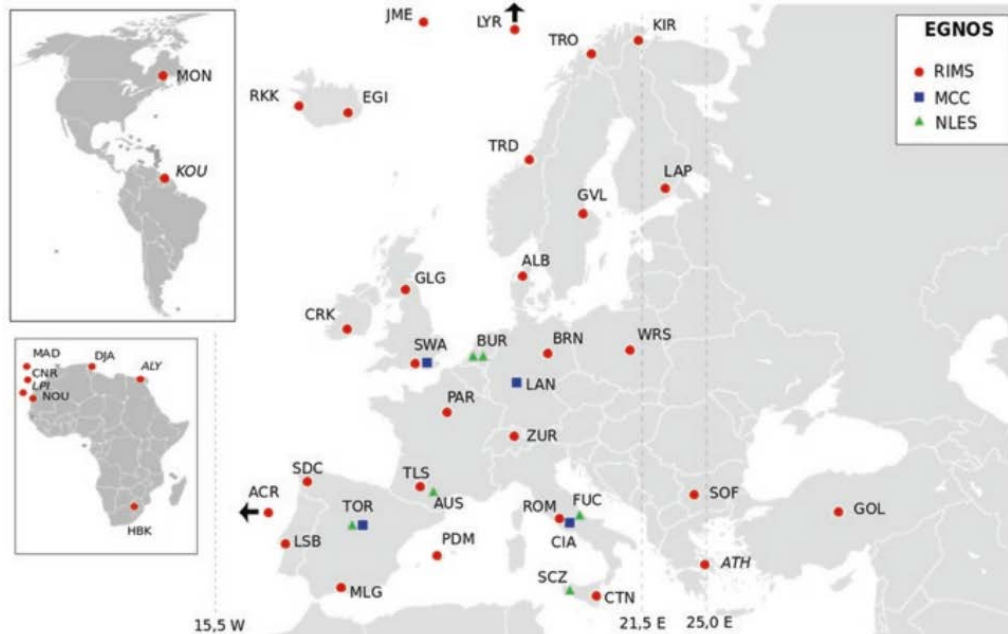 JME
LYR
KIR
TRO
EGNOS
RIMS
MCC
NLES
MON
RKK
EGI
TRD
LAP
KOU
GVL
ALB
GLG
CRK
SWA
BUR
BRN
WRS
LAN
PAR
ZUR
MAD
DJA
ALY
CNR
LPI
NOU
HBK
SDC
TLS
AUS
ACR
TOR
ROM
FUC
SOF
GOL
LSB
PDM
CIA
ATH
SCZ
MLG
CTN
15,5 W
21,5 E
25,0 E